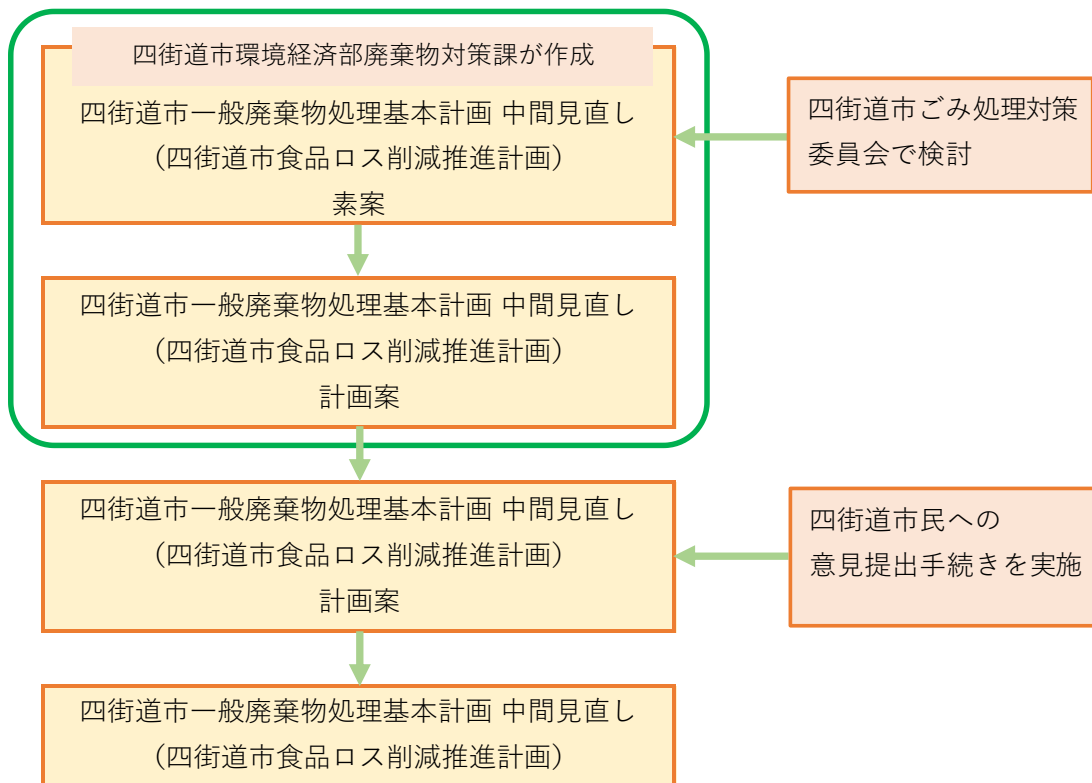 四街道市環境経済部廃棄物対策課が作成
四街道市一般廃棄物処理基本計画 中間見直し
（四街道市食品ロス削減推進計画）
素案
四街道市ごみ処理対策
委員会で検討
四街道市一般廃棄物処理基本計画 中間見直し
（四街道市食品ロス削減推進計画）
計画案
四街道市一般廃棄物処理基本計画 中間見直し
（四街道市食品ロス削減推進計画）
計画案
四街道市民への
意見提出手続きを実施
四街道市一般廃棄物処理基本計画 中間見直し
（四街道市食品ロス削減推進計画）